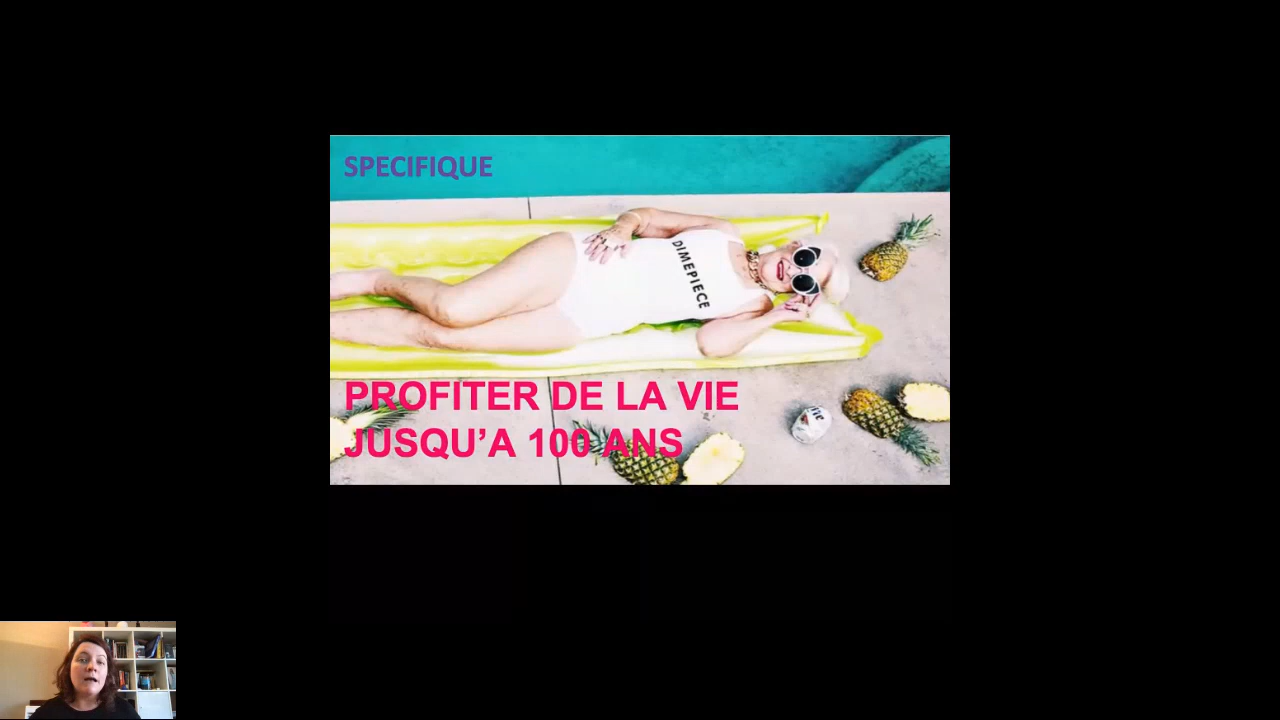 SPECIFIQUE
DIMEPIECE
PROFITER DE LA VIE
JUSQU’A 100 ANS